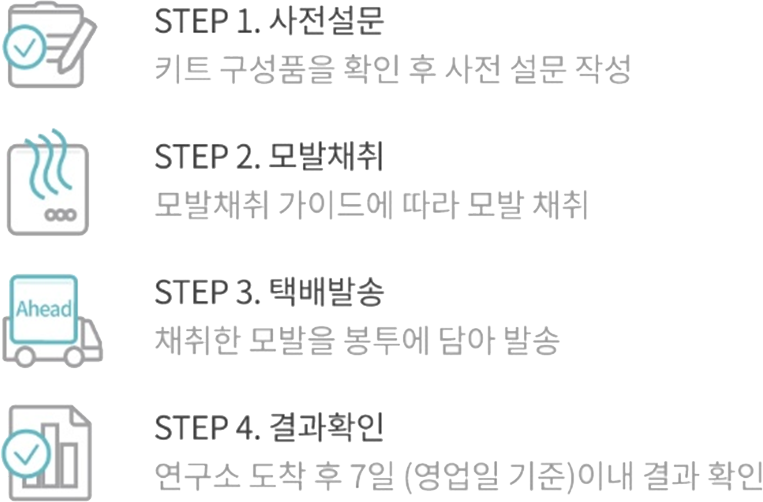 STEP 1. 사전설문
키트 구성품을 확인 후 사전 설문 작성
STEP 2. 모발채취
모발채취 가이드에 따라 모발 채취
Ahead
STEP 3. 택배발송
채취한 모발을 봉투에 담아 발송
STEP 4. 결과확인
연구소 도착 후 7일 (영업일 기준)이내 결과 확인